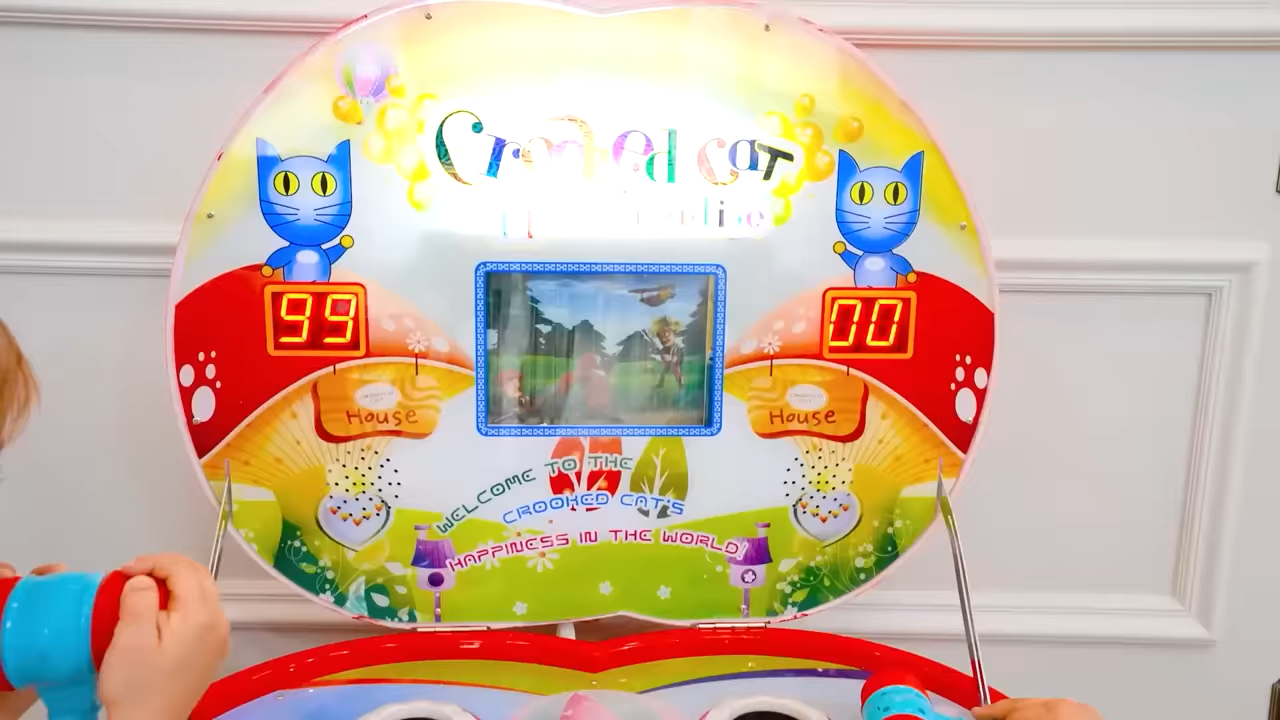 Crooked Cat
99
00
House
House
WELCOME TO THE
CROOKED CAT'S
HAPPINESS IN THE WORLD!